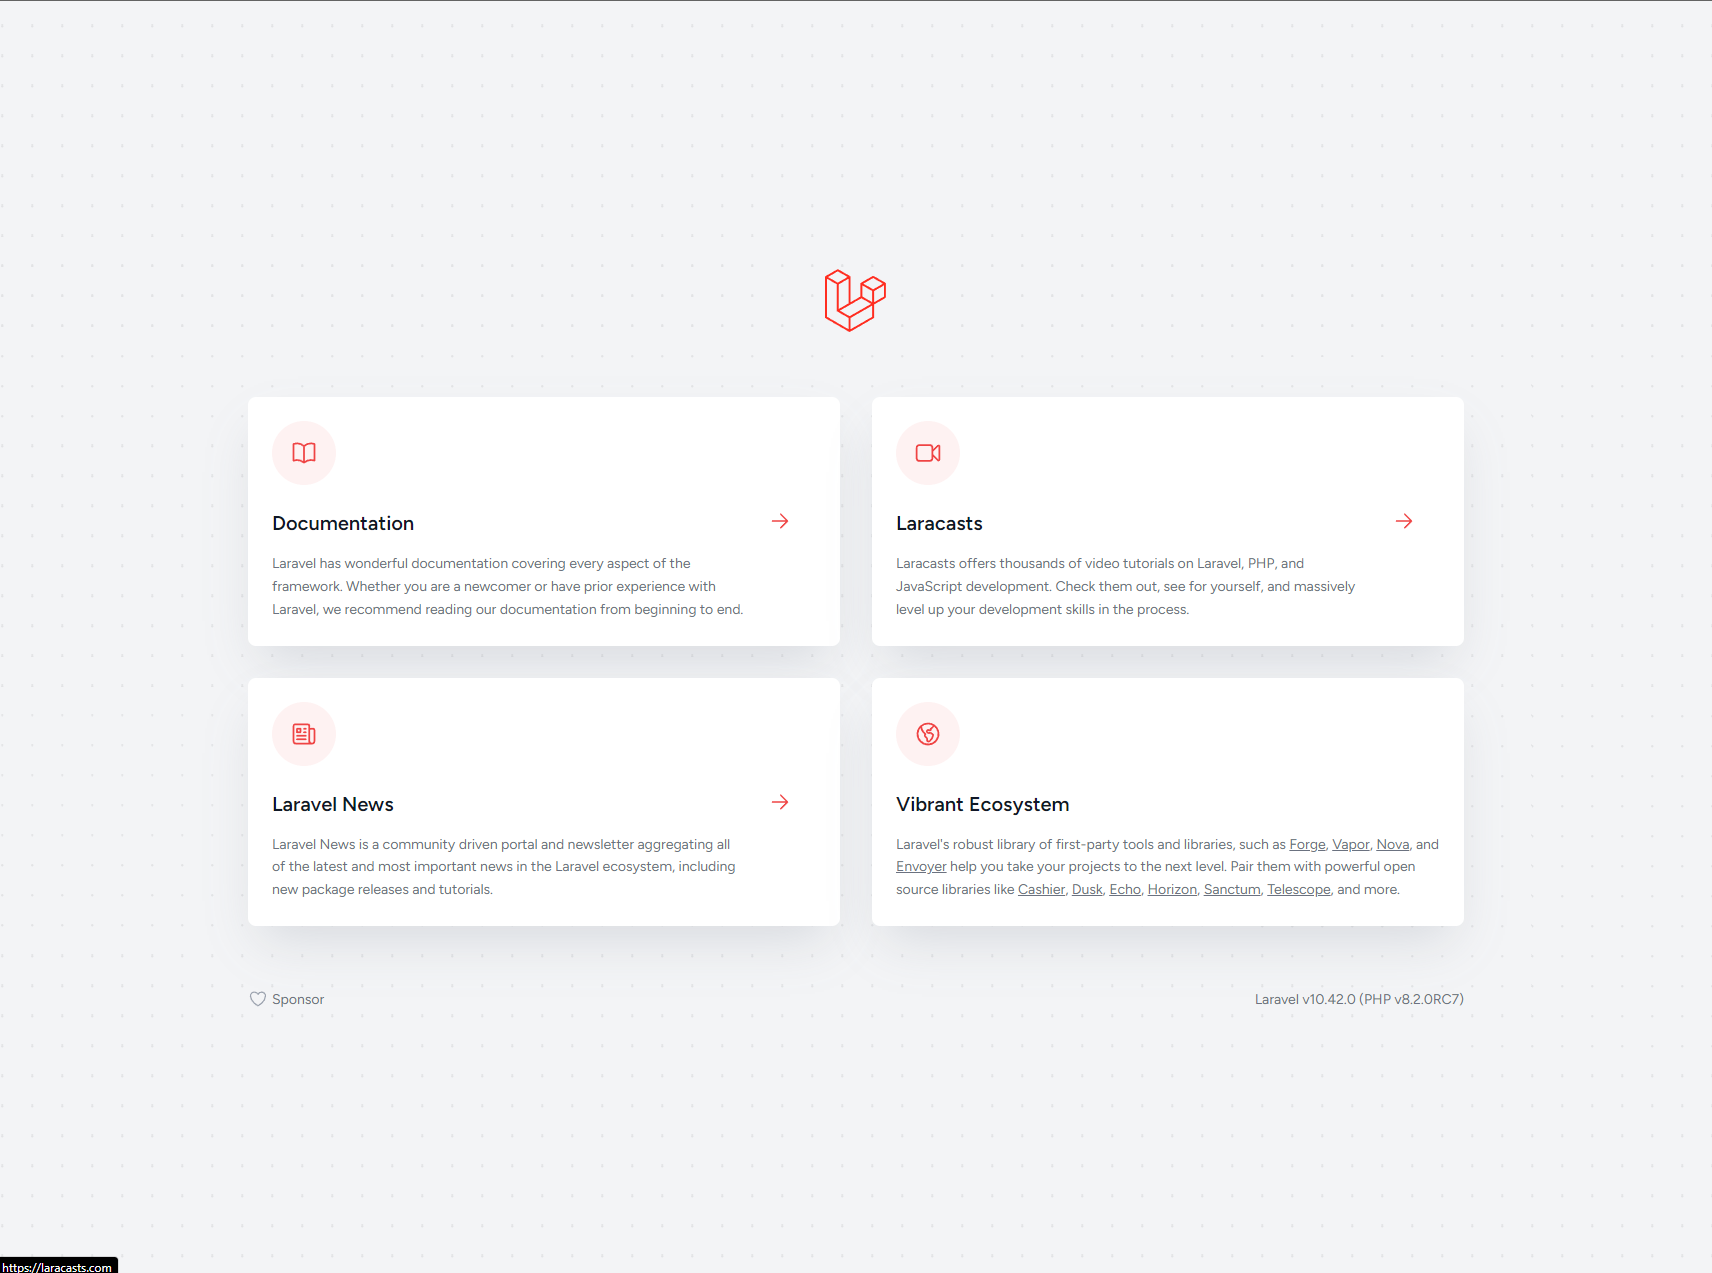 Documentation
Laravel has wonderful documentation covering every aspect of the
framework. Whether you are a newcomer or have prior experience with
Laravel, we recommend reading our documentation from beginning to end.
Laracasts
Laracasts offers thousands of video tutorials on Laravel, PHP, and
JavaScript development. Check them out, see for yourself, and massively
level up your development skills in the process.
Laravel News
Laravel News is a community driven portal and newsletter aggregating all
of the latest and most important news in the Laravel ecosystem, including
new package releases and tutorials.
Vibrant Ecosystem
Laravel's robust library of first-party tools and libraries, such as Forge, Vapor, Nova, and
Envoyer help you take your projects to the next level. Pair them with powerful open
source libraries like Cashier, Dusk, Echo, Horizon, Sanctum, Telescope, and more.
Sponsor
Laravel v10.42.0 (PHP v8.2.0RC7)
https://laracasts.com